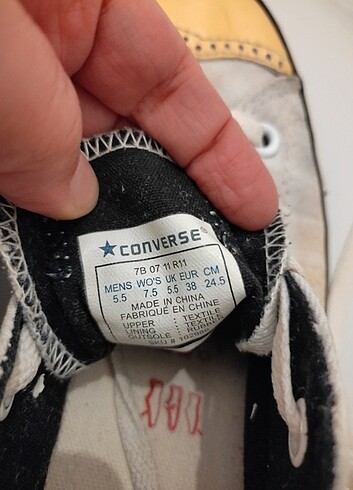 ★CONVERSE®
7B 07 11 R11
MENS WO'S UK EUR CM
5.5 7.5 5.5 38 24.5
MADE IN CHINA
FABRIQUÉ EN CHINE
UPPER : TEXTILE
LINING : TEXTILE
OUTSOLE : RUBBER
SKU #